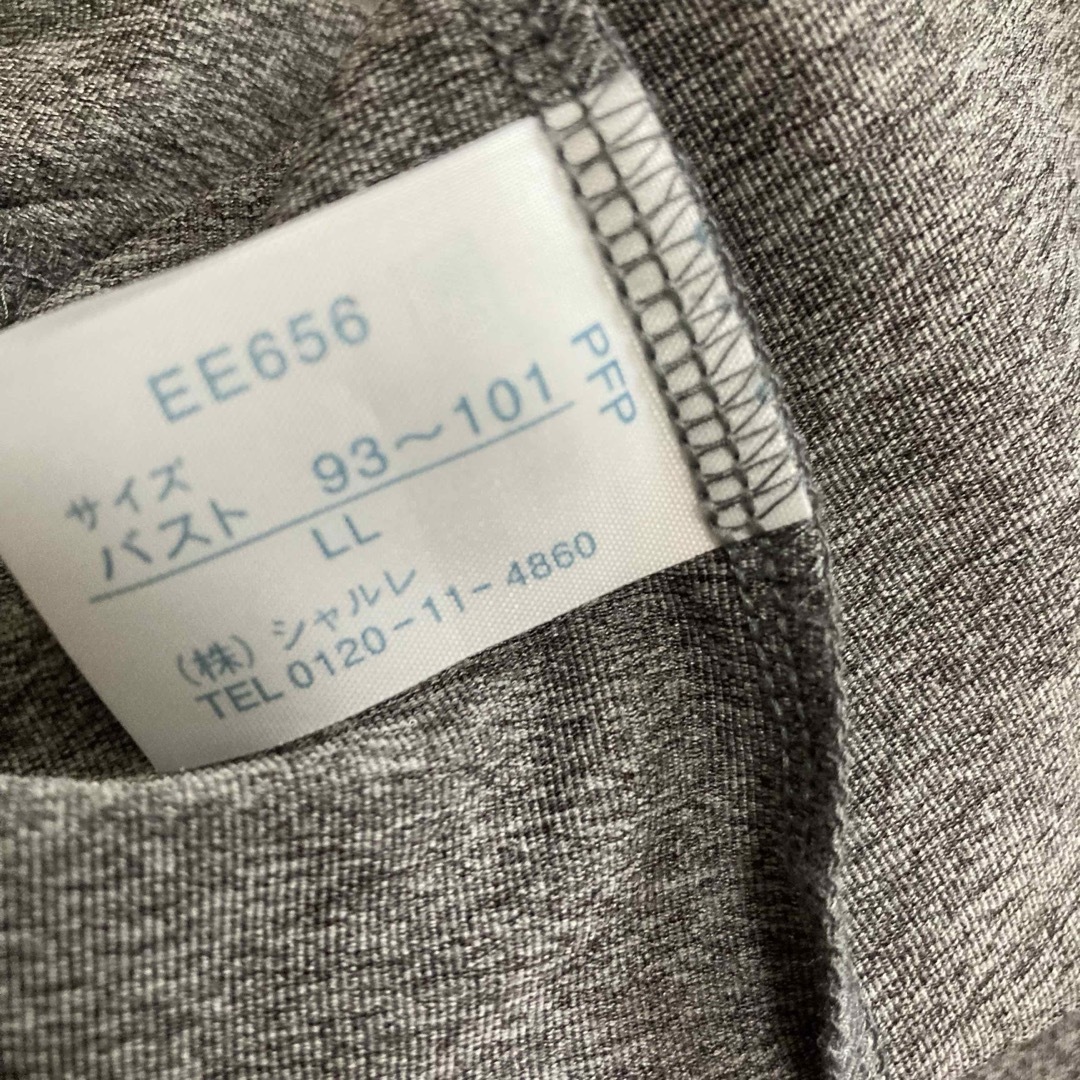 EE656
サイズ
バスト 93～101
LL
(株) シャルレ
TEL 0120-11-4860
PFP